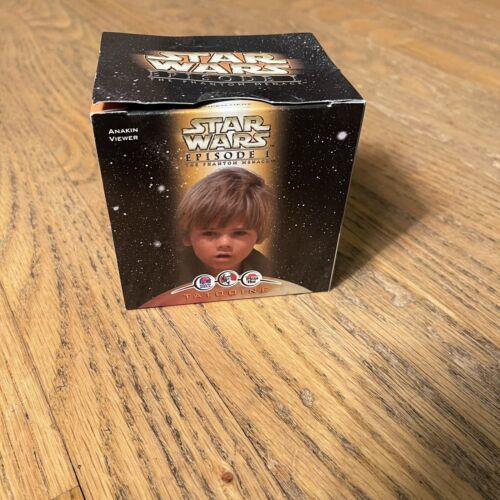 STAR
WARS
EPISODE I
THE PHANTOM MENACE
ANAKIN
VIEWER
STAR
WARS
EPISODE I
THE PHANTOM MENACE
TATOOINE